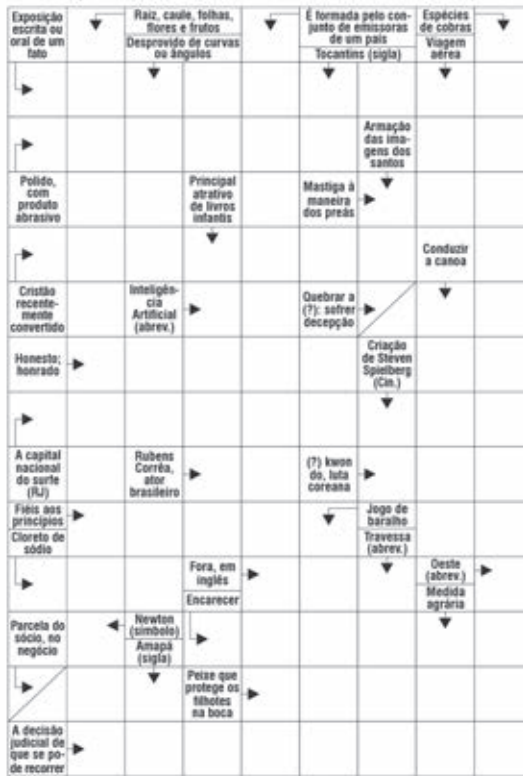 Exposição
escrita ou
oral de um
fato
Raiz, caule, folhas,
flores e frutos
Desprovido de curvas
ou ângulos
É formada pelo con-
junto de emissoras
de um país
Tocantins (sigla)
Espécies
de cobras
Viagem
aérea
Armação
das ima-
gens dos
santos
Polido,
com
produto
abrasivo
Principal
atrativo
de livros
infantis
Mastiga à
maneira
dos preás
Conduzir
a canoa
Cristão
recente-
mente
convertido
Inteligên-
cia
Artificial
(abrev.)
Quebrar a
(?): sofrer
decepção
Honesto;
honrado
Criação
de Steven
Spielberg
(Cin.)
A capital
nacional
do surfe
(RJ)
Rubens
Corrêa,
ator
brasileiro
(?) kwon
do, luta
coreana
Fiéis aos
princípios
Cloreto de
sódio
Jogo de
baralho
Travessa
(abrev.)
Fora, em
inglês
Encarecer
Oeste
(abrev.)
Medida
agrária
Parcela do
sócio, no
negócio
Newton
(símbolo)
Amapá
(sigla)
Peixe que
protege os
filhotes
na boca
A decisão
judicial de
que se po-
de recorrer